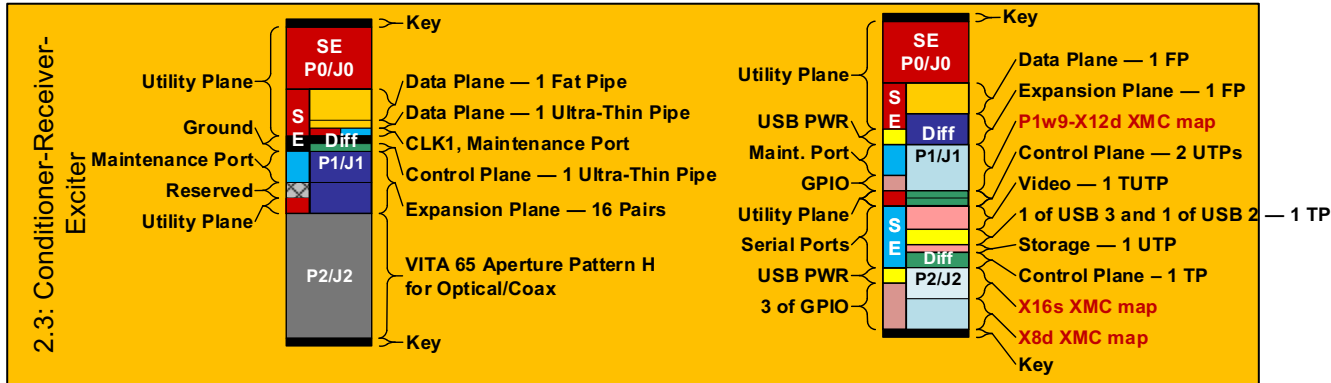 2.3: Conditioner-Receiver-
Exciter
Key
SE
P0/J0
Utility Plane
Data Plane — 1 Fat Pipe
S
E
Data Plane — 1 Ultra-Thin Pipe
Ground
Diff
CLK1, Maintenance Port
Maintenance Port
P1/J1
Control Plane — 1 Ultra-Thin Pipe
Reserved
Expansion Plane — 16 Pairs
Utility Plane
P2/J2
VITA 65 Aperture Pattern H
for Optical/Coax
Key
Key
SE
P0/J0
Utility Plane
Data Plane — 1 FP
S
E
Expansion Plane — 1 FP
USB PWR
Diff
P1w9-X12d XMC map
Maint. Port
P1/J1
Control Plane — 2 UTPs
GPIO
Video — 1 TUTP
Utility Plane
1 of USB 3 and 1 of USB 2 — 1 TP
Serial Ports
S
E
Storage — 1 UTP
Diff
Control Plane – 1 TP
USB PWR
P2/J2
3 of GPIO
X16s XMC map
X8d XMC map
Key